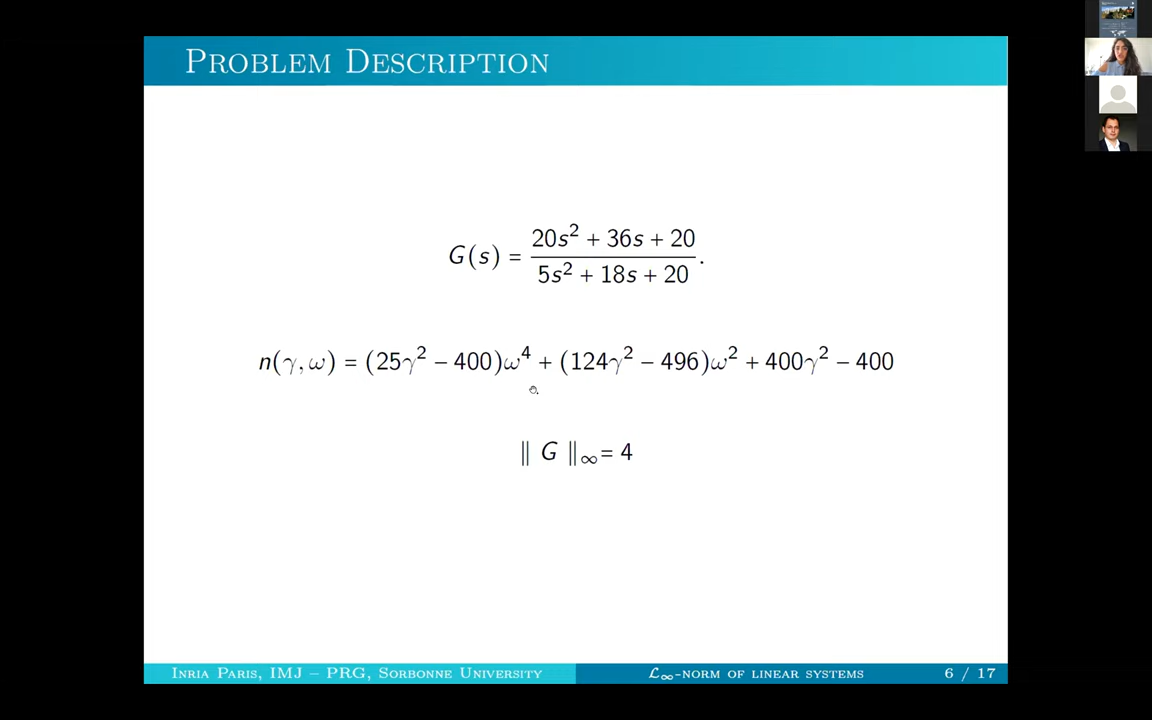 PROBLEM DESCRIPTION
G(s) = (20s² + 36s + 20) / (5s² + 18s + 20).
n(γ, ω) = (25γ² − 400)ω⁴ + (124γ² − 496)ω² + 400γ² − 400
‖ G ‖∞ = 4
INRIA PARIS, IMJ – PRG, SORBONNE UNIVERSITY
ℒ∞-NORM OF LINEAR SYSTEMS
6 / 17